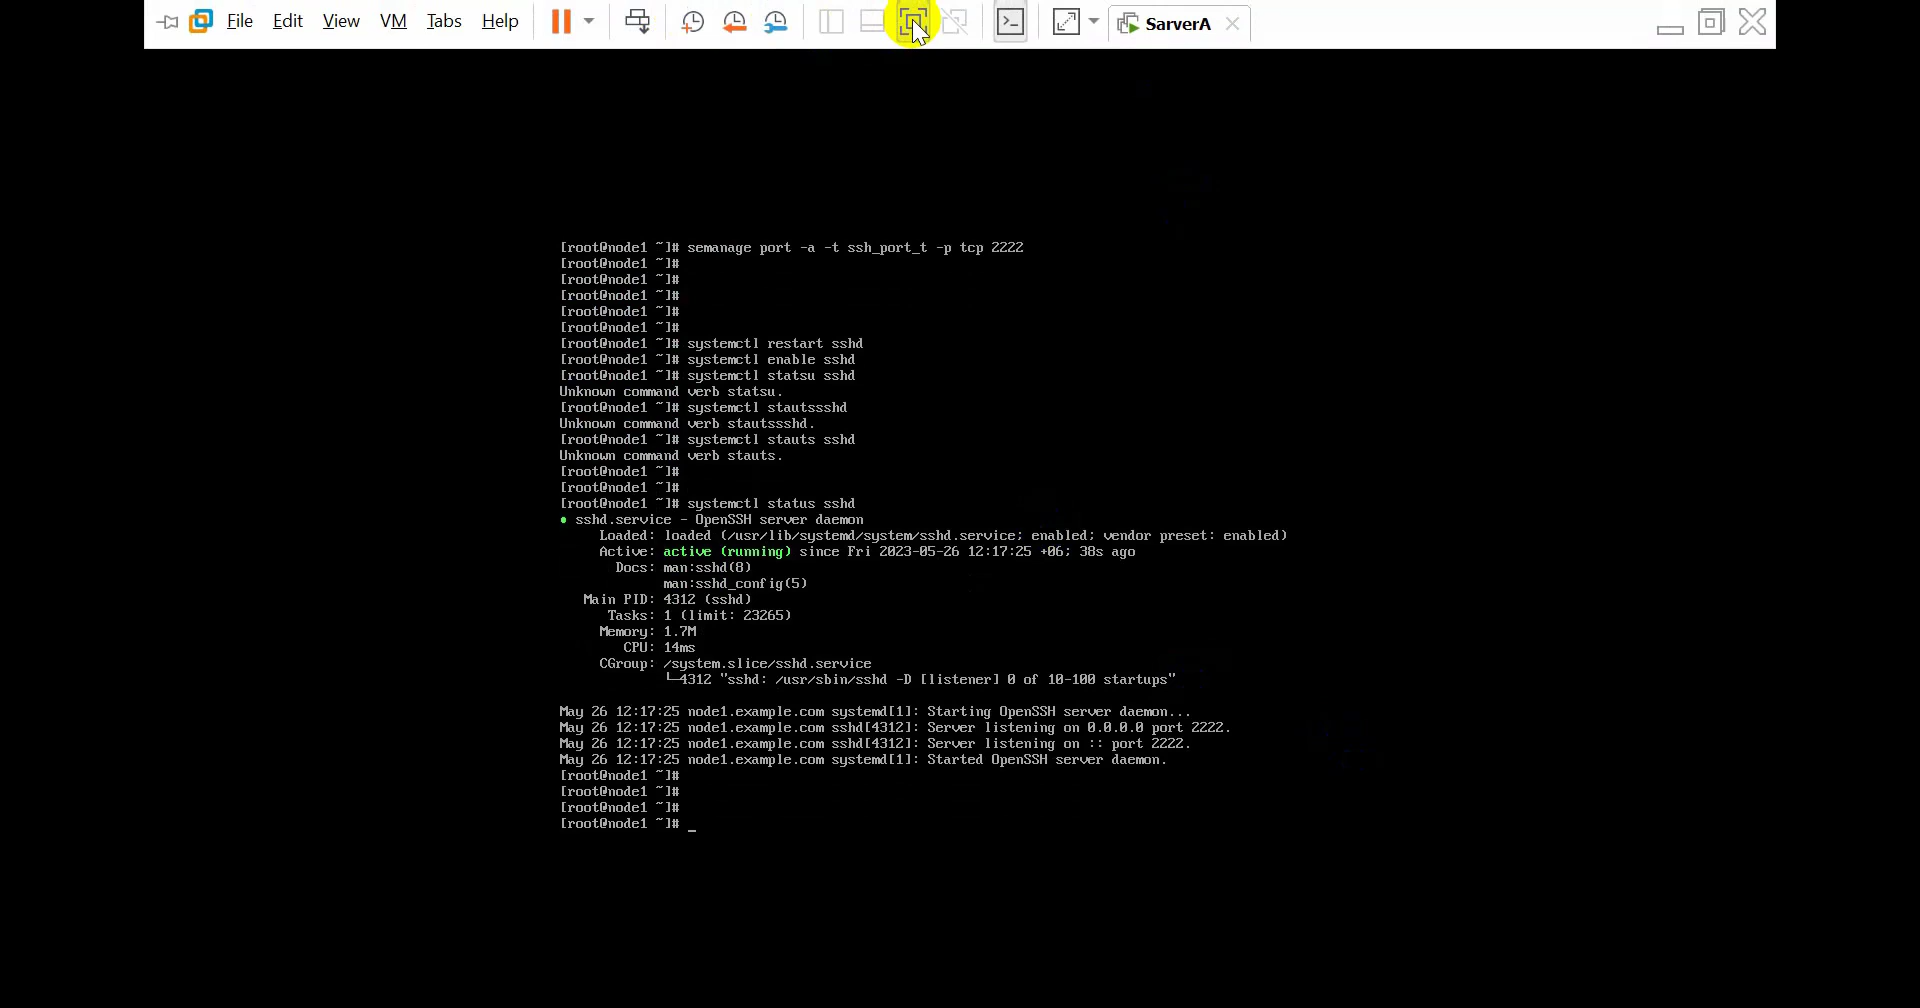 File Edit View VM Tabs Help SarverA
[root@node1 ~]# semanage port -a -t ssh_port_t -p tcp 2222
[root@node1 ~]#
[root@node1 ~]#
[root@node1 ~]#
[root@node1 ~]#
[root@node1 ~]#
[root@node1 ~]# systemctl restart sshd
[root@node1 ~]# systemctl enable sshd
[root@node1 ~]# systemctl statsu sshd
Unknown command verb statsu.
[root@node1 ~]# systemctl stautssshd
Unknown command verb stautssshd.
[root@node1 ~]# systemctl stauts sshd
Unknown command verb stauts.
[root@node1 ~]#
[root@node1 ~]#
[root@node1 ~]# systemctl status sshd
● sshd.service - OpenSSH server daemon
Loaded: loaded (/usr/lib/systemd/system/sshd.service; enabled; vendor preset: enabled)
Active: active (running) since Fri 2023-05-26 12:17:25 +06; 38s ago
Docs: man:sshd(8)
man:sshd_config(5)
Main PID: 4312 (sshd)
Tasks: 1 (limit: 23265)
Memory: 1.7M
CPU: 14ms
CGroup: /system.slice/sshd.service
└─4312 "sshd: /usr/sbin/sshd -D [listener] 0 of 10-100 startups"
May 26 12:17:25 node1.example.com systemd[1]: Starting OpenSSH server daemon...
May 26 12:17:25 node1.example.com sshd[4312]: Server listening on 0.0.0.0 port 2222.
May 26 12:17:25 node1.example.com sshd[4312]: Server listening on :: port 2222.
May 26 12:17:25 node1.example.com systemd[1]: Started OpenSSH server daemon.
[root@node1 ~]#
[root@node1 ~]#
[root@node1 ~]#
[root@node1 ~]# _